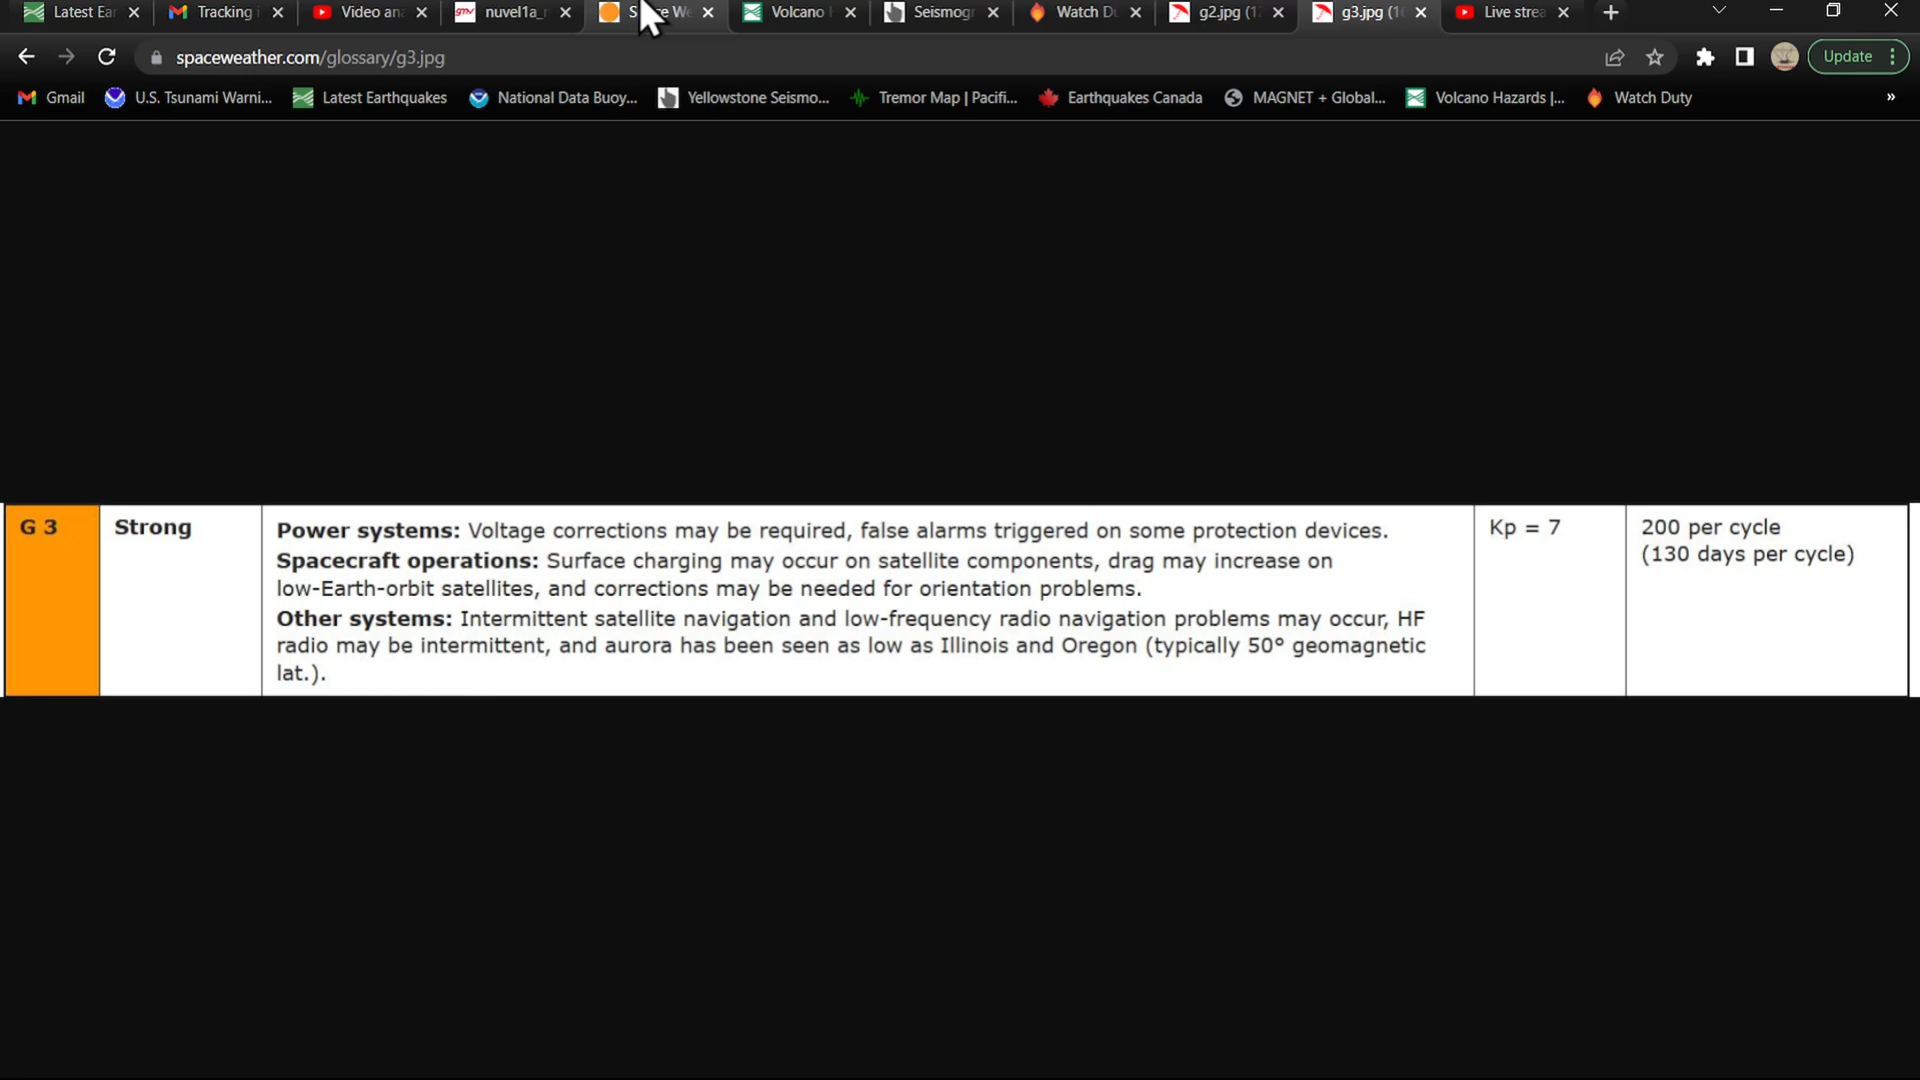 Latest Ear
Tracking
Video an
nuvel1a_r
We
Volcano
Seismogr
Watch D
g2.jpg (12
g3.jpg (16
Live strea
spaceweather.com/glossary/g3.jpg
Update
Gmail
U.S. Tsunami Warni...
Latest Earthquakes
National Data Buoy...
Yellowstone Seismo...
Tremor Map | Pacifi...
Earthquakes Canada
MAGNET + Global...
Volcano Hazards |...
Watch Duty
»
G 3
Strong
Power systems: Voltage corrections may be required, false alarms triggered on some protection devices.
Spacecraft operations: Surface charging may occur on satellite components, drag may increase on
low-Earth-orbit satellites, and corrections may be needed for orientation problems.
Other systems: Intermittent satellite navigation and low-frequency radio navigation problems may occur, HF
radio may be intermittent, and aurora has been seen as low as Illinois and Oregon (typically 50° geomagnetic
lat.).
Kp = 7
200 per cycle
(130 days per cycle)